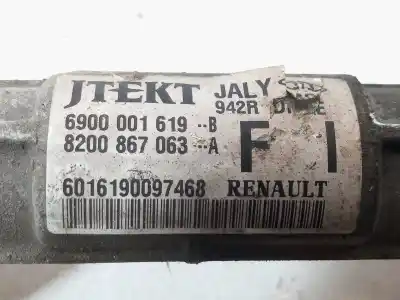 JTEKT JALY
942R
6900 001 619 --B
8200 867 063 --A
F I
6016190097468 RENAULT